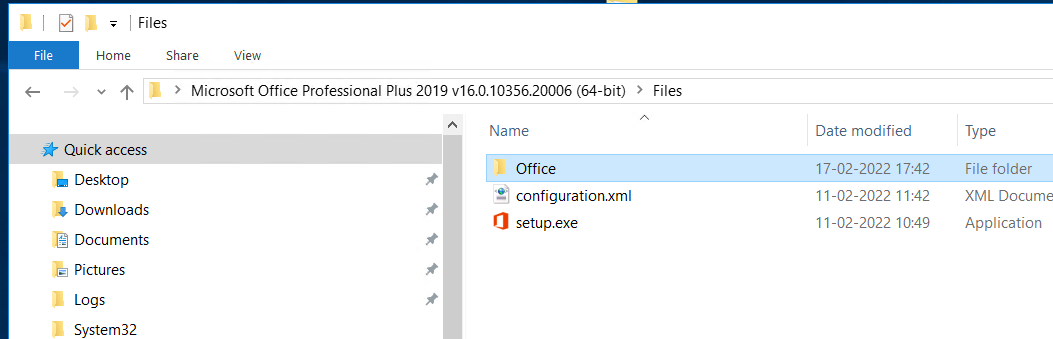 Files
File Home Share View
Microsoft Office Professional Plus 2019 v16.0.10356.20006 (64-bit) Files
Name Date modified Type
Quick access
Office 17-02-2022 17:42 File folder
Desktop
configuration.xml 11-02-2022 11:42 XML Docume
Downloads
setup.exe 11-02-2022 10:49 Application
Documents
Pictures
Logs
System32